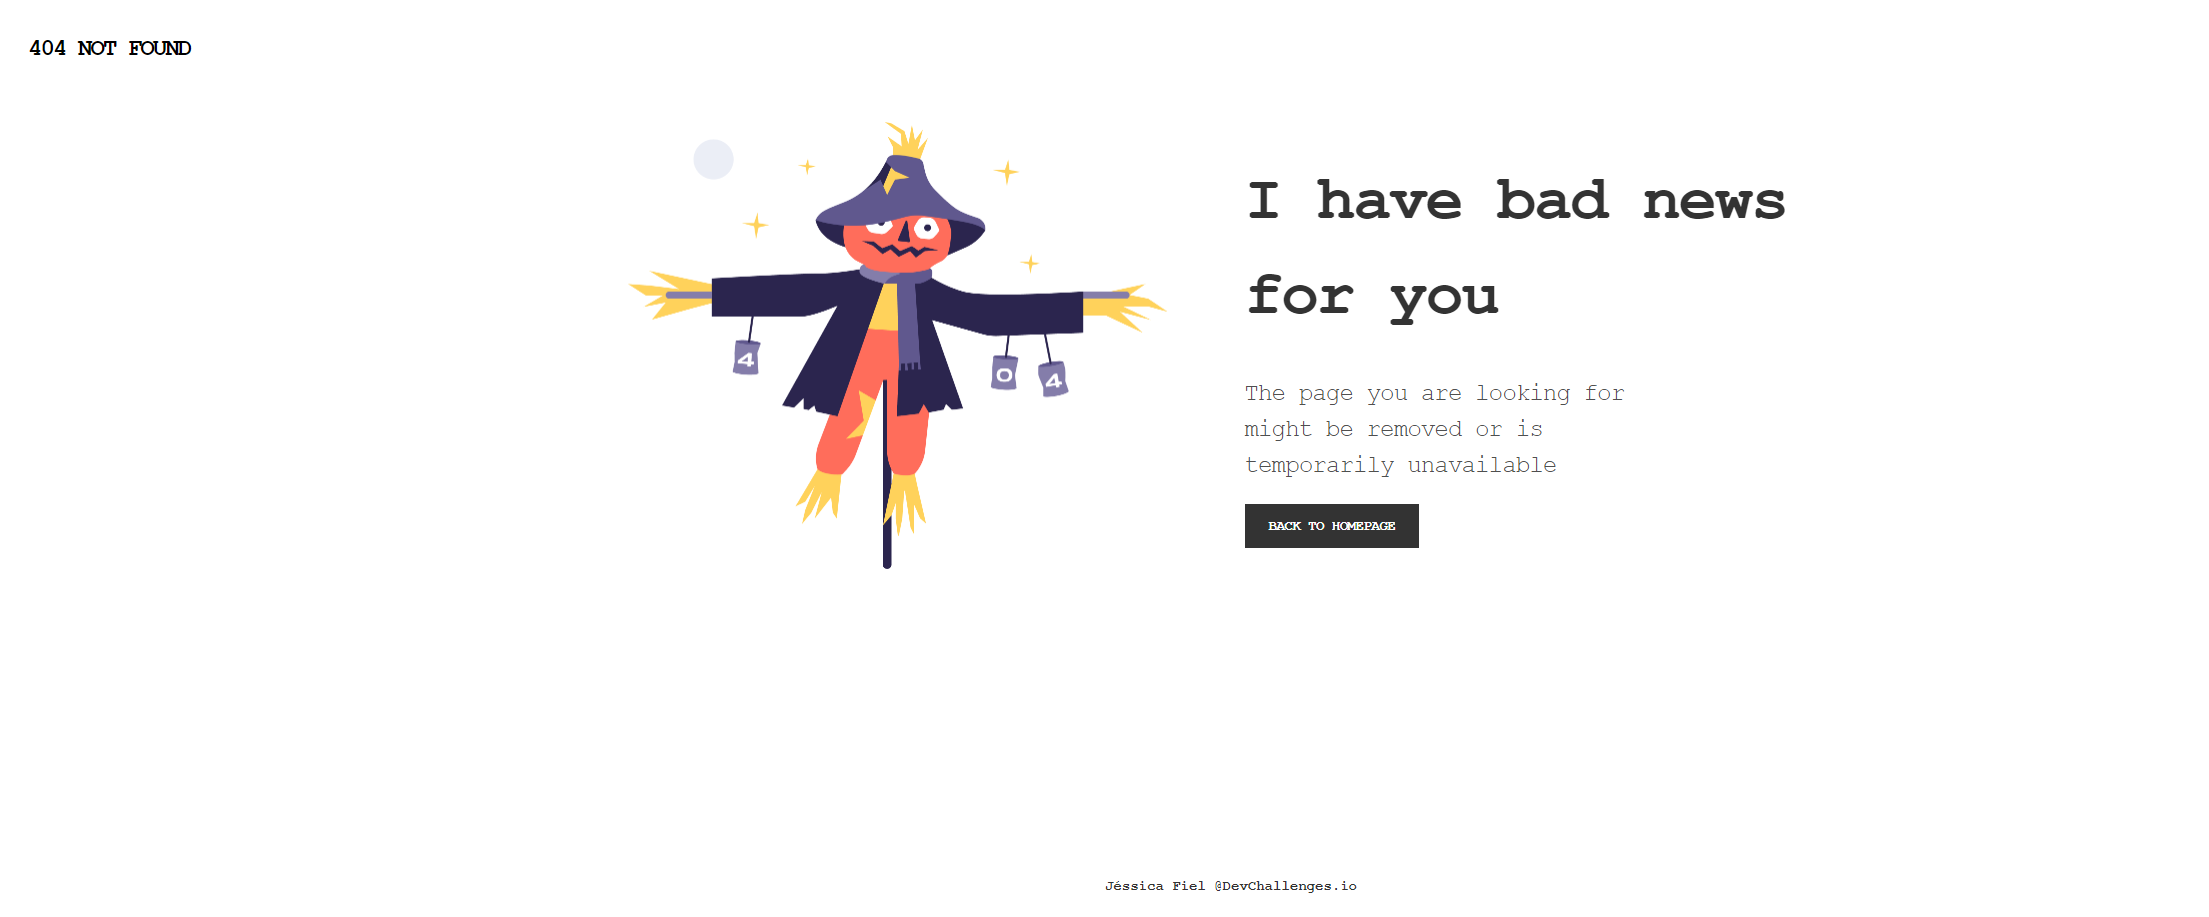 404 NOT FOUND
4
0
4
I have bad news
for you
The page you are looking for
might be removed or is
temporarily unavailable
BACK TO HOMEPAGE
Jéssica Fiel @DevChallenges.io